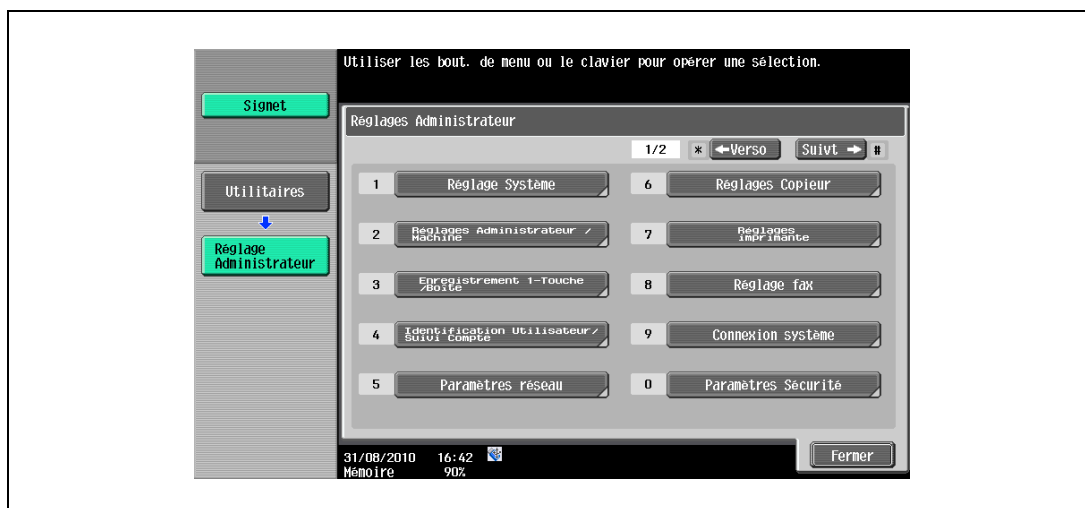 Utiliser les bout. de menu ou le clavier pour opérer une sélection.
Signet
Réglages Administrateur
1/2 * ←Verso Suivt → #
Utilitaires
Réglage
Administrateur
1 Réglage Système
2 Réglages Administrateur /
Machine
3 Enregistrement 1-Touche
/Boîte
4 Identification Utilisateur/
Suivi Compte
5 Paramètres réseau
6 Réglages Copieur
7 Réglages
imprimante
8 Réglage fax
9 Connexion système
0 Paramètres Sécurité
31/08/2010 16:42
Mémoire 90%
Fermer